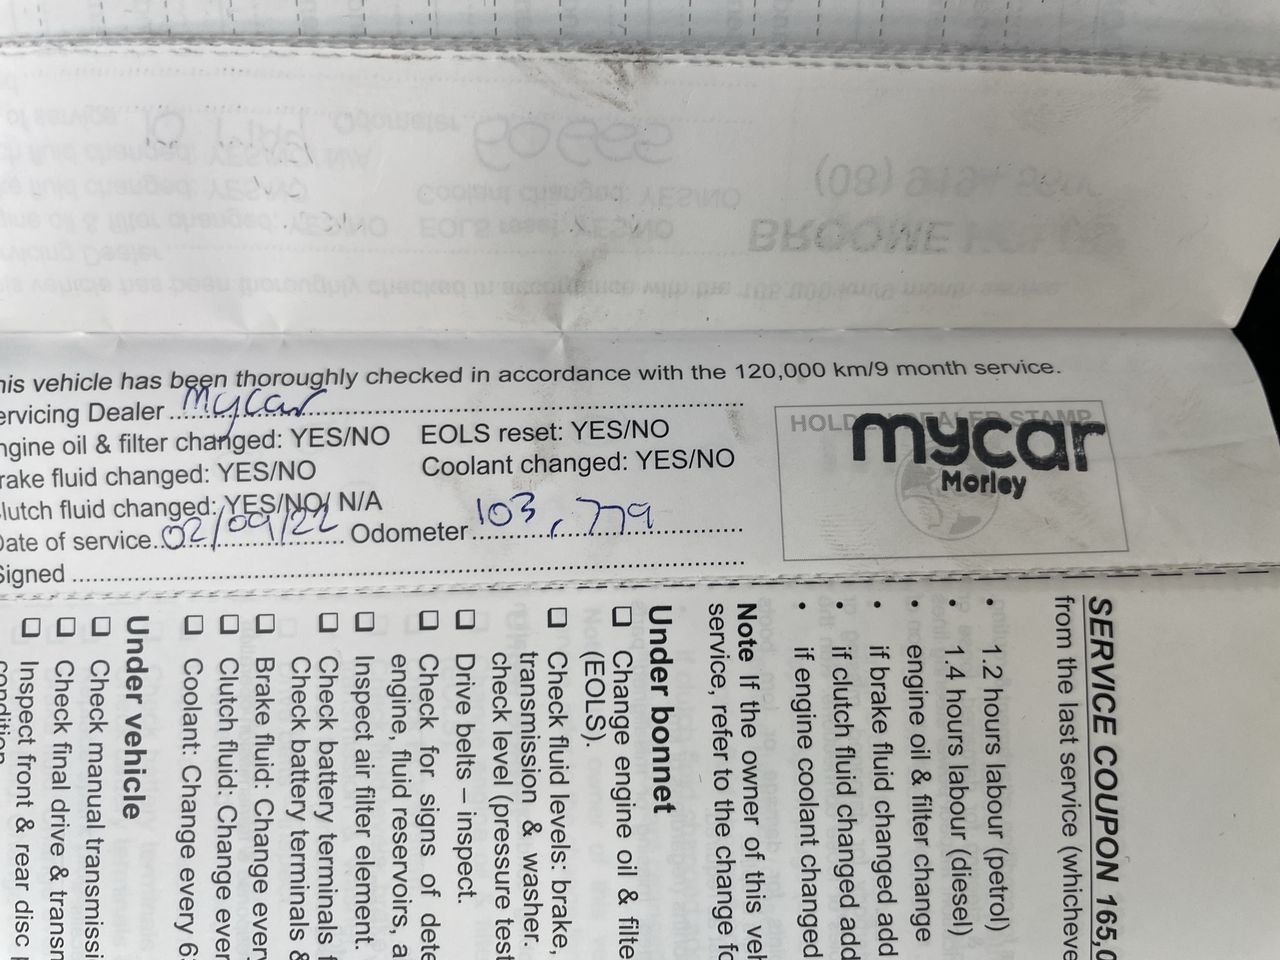 his vehicle has been thoroughly checked in accordance with the 120,000 km/9 month service.
ervicing Dealer mycar
ngine oil & filter changed: YES/NO EOLS reset: YES/NO
rake fluid changed: YES/NO Coolant changed: YES/NO
lutch fluid changed: YES/NO/ N/A
Date of service 02/09/22 Odometer 103,779
Signed
HOLDEN DEALER STAMP
mycar
Morley
SERVICE COUPON 165,0
from the last service (whicheve
• 1.2 hours labour (petrol)
• 1.4 hours labour (diesel)
• engine oil & filter change
• if brake fluid changed add
• if clutch fluid changed add
• if engine coolant changed
Note If the owner of this veh
service, refer to the change fo
Under bonnet
❑ Change engine oil & filte
(EOLS).
❑ Check fluid levels: brake,
transmission & washer.
check level (pressure test
❑ Drive belts – inspect.
❑ Check for signs of dete
engine, fluid reservoirs, a
❑ Inspect air filter element.
❑ Check battery terminals f
Check battery terminals &
❑ Brake fluid: Change every
❑ Clutch fluid: Change ever
❑ Coolant: Change every 6
Under vehicle
❑ Check manual transmissi
❑ Check final drive & transm
❑ Inspect front & rear disc
condition